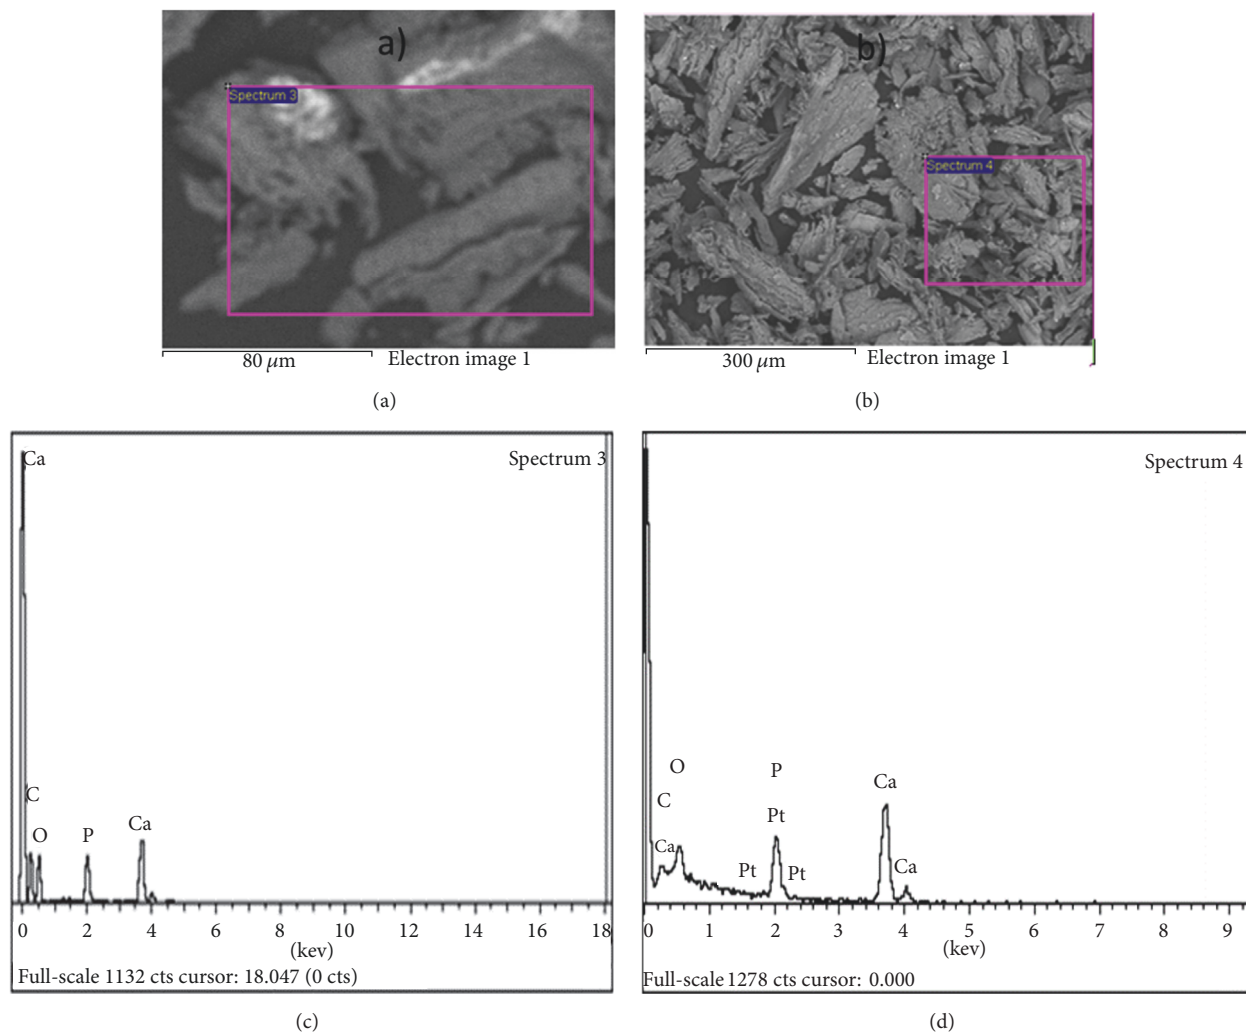 a)
Spectrum 3
80 μm
Electron image 1
(a)
b)
Spectrum 4
300 μm
Electron image 1
(b)
Ca
Spectrum 3
C
O
P
Ca
0 2 4 6 8 10 12 14 16 18
(kev)
Full-scale 1132 cts cursor: 18.047 (0 cts)
(c)
Spectrum 4
O
P
C
Ca
Pt
Ca
Pt
Pt
Ca
0 1 2 3 4 5 6 7 8 9
(kev)
Full-scale 1278 cts cursor: 0.000
(d)